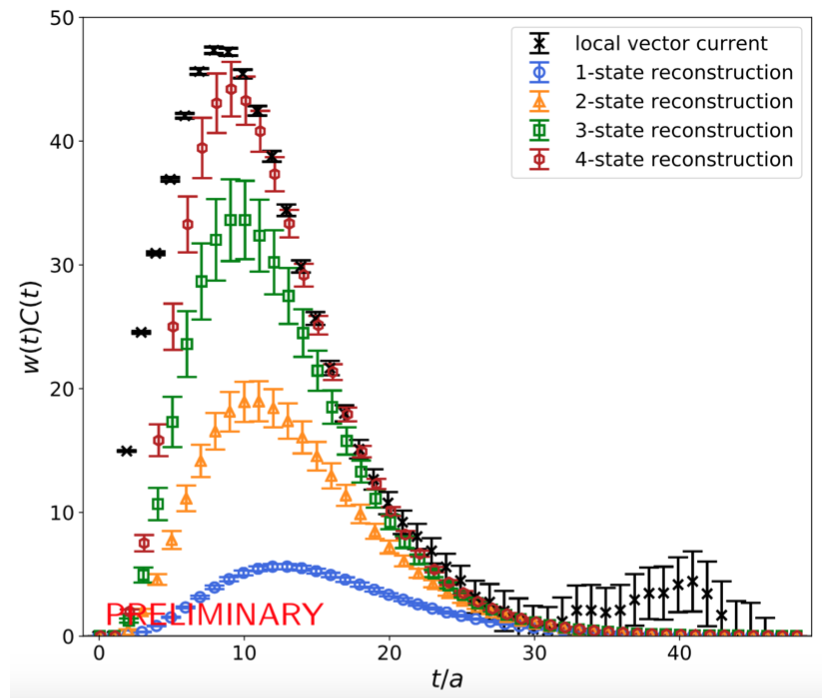 50
40
30
20
10
0
w(t)C(t)
local vector current
1-state reconstruction
2-state reconstruction
3-state reconstruction
4-state reconstruction
PRELIMINARY
0 10 20 30 40
t/a